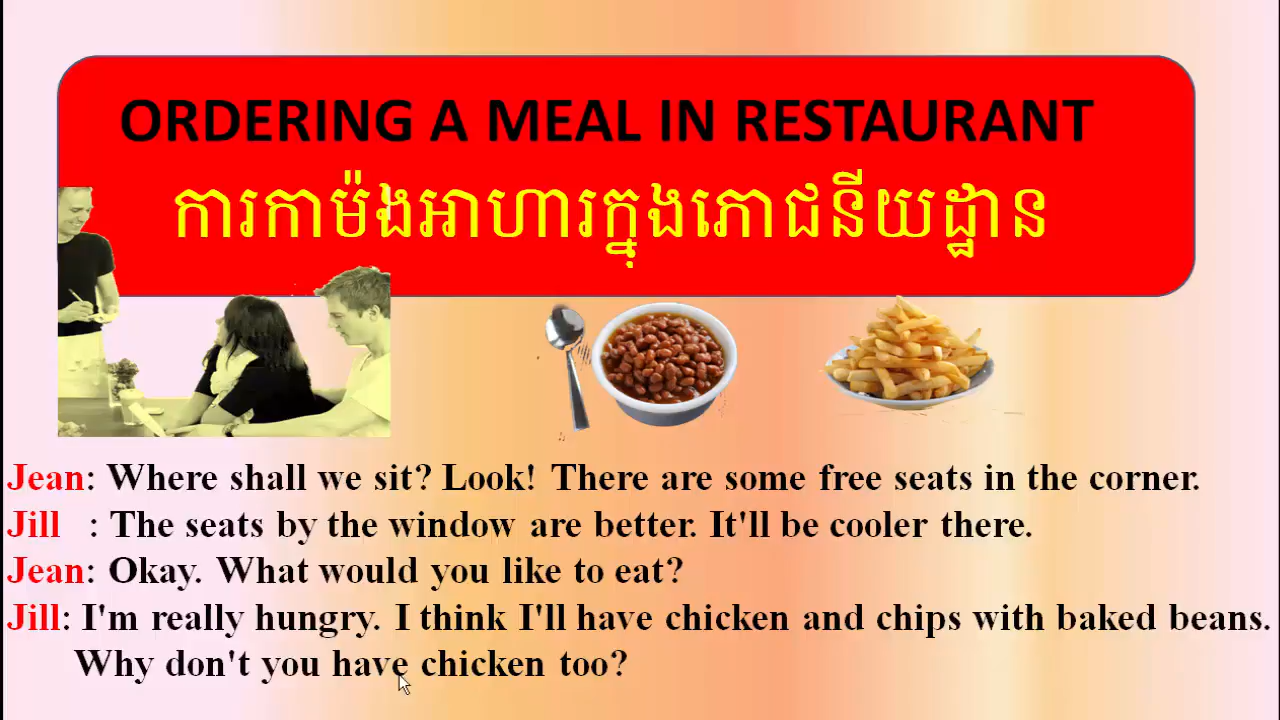 ORDERING A MEAL IN RESTAURANT
ការកាម៉ងអាហារក្នុងភោជនីយដ្ឋាន
Jean: Where shall we sit? Look! There are some free seats in the corner.
Jill : The seats by the window are better. It'll be cooler there.
Jean: Okay. What would you like to eat?
Jill: I'm really hungry. I think I'll have chicken and chips with baked beans.
Why don't you have chicken too?